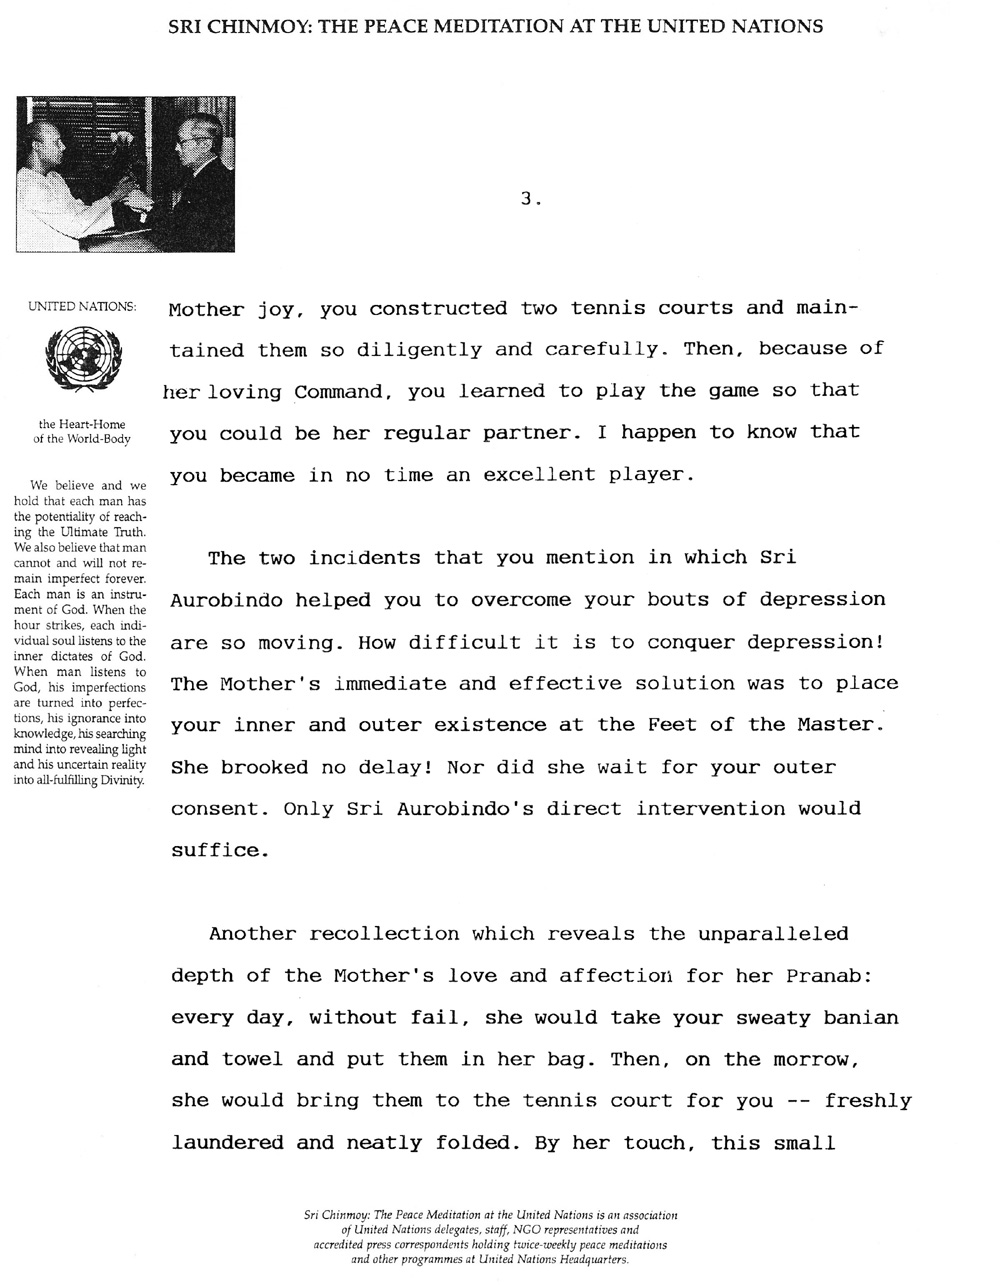 SRI CHINMOY: THE PEACE MEDITATION AT THE UNITED NATIONS
3.
UNITED NATIONS:
the Heart-Home
of the World-Body
We believe and we
hold that each man has
the potentiality of reach-
ing the Ultimate Truth.
We also believe that man
cannot and will not re-
main imperfect forever.
Each man is an instru-
ment of God. When the
hour strikes, each indi-
vidual soul listens to the
inner dictates of God.
When man listens to
God, his imperfections
are turned into perfec-
tions, his ignorance into
knowledge, his searching
mind into revealing light
and his uncertain reality
into all-fulfilling Divinity.
Mother joy, you constructed two tennis courts and main-
tained them so diligently and carefully. Then, because of
her loving Command, you learned to play the game so that
you could be her regular partner. I happen to know that
you became in no time an excellent player.
The two incidents that you mention in which Sri
Aurobindo helped you to overcome your bouts of depression
are so moving. How difficult it is to conquer depression!
The Mother's immediate and effective solution was to place
your inner and outer existence at the Feet of the Master.
She brooked no delay! Nor did she wait for your outer
consent. Only Sri Aurobindo's direct intervention would
suffice.
Another recollection which reveals the unparalleled
depth of the Mother's love and affection for her Pranab:
every day, without fail, she would take your sweaty banian
and towel and put them in her bag. Then, on the morrow,
she would bring them to the tennis court for you -- freshly
laundered and neatly folded. By her touch, this small
Sri Chinmoy: The Peace Meditation at the United Nations is an association
of United Nations delegates, staff, NGO representatives and
accredited press correspondents holding twice-weekly peace meditations
and other programmes at United Nations Headquarters.